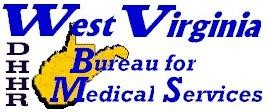 West Virginia
DHHR
Bureau for
Medical Services